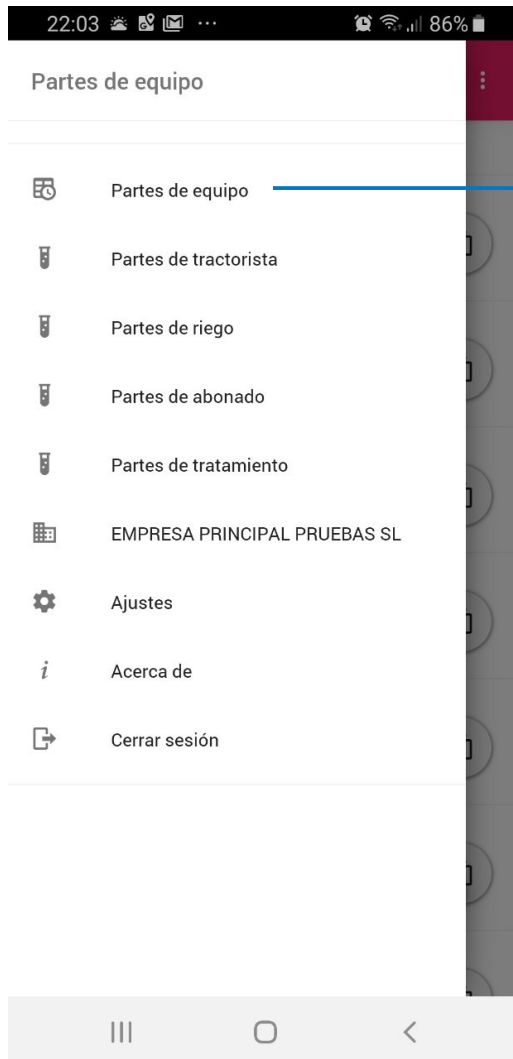 22:03 ... 86%
Partes de equipo
Partes de equipo
Partes de tractorista
Partes de riego
Partes de abonado
Partes de tratamiento
EMPRESA PRINCIPAL PRUEBAS SL
Ajustes
i Acerca de
Cerrar sesión